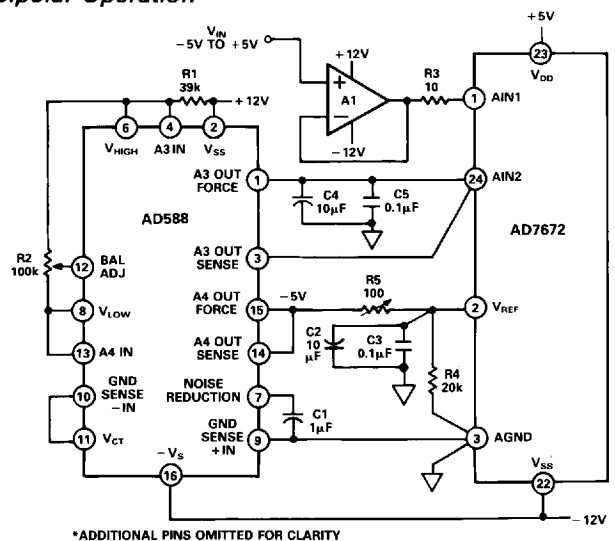 Bipolar Operation
VIN
−5V TO +5V
+12V
A1
−12V
R3
10
+5V
23
VDD
1
AIN1
24
AIN2
AD7672
2
VREF
3
AGND
VSS
22
−12V
R1
39k
+12V
6
4
2
VHIGH
A3 IN
VSS
A3 OUT
FORCE
1
C4
10µF
C5
0.1µF
AD588
R2
100k
12
BAL
ADJ
A3 OUT
SENSE
3
8
VLOW
A4 OUT
FORCE
15
−5V
R5
100
13
A4 IN
A4 OUT
SENSE
14
C2
10
µF
C3
0.1µF
R4
20k
10
GND
SENSE
−IN
NOISE
REDUCTION
7
C1
1µF
11
VCT
GND
SENSE
+IN
9
−VS
16
*ADDITIONAL PINS OMITTED FOR CLARITY